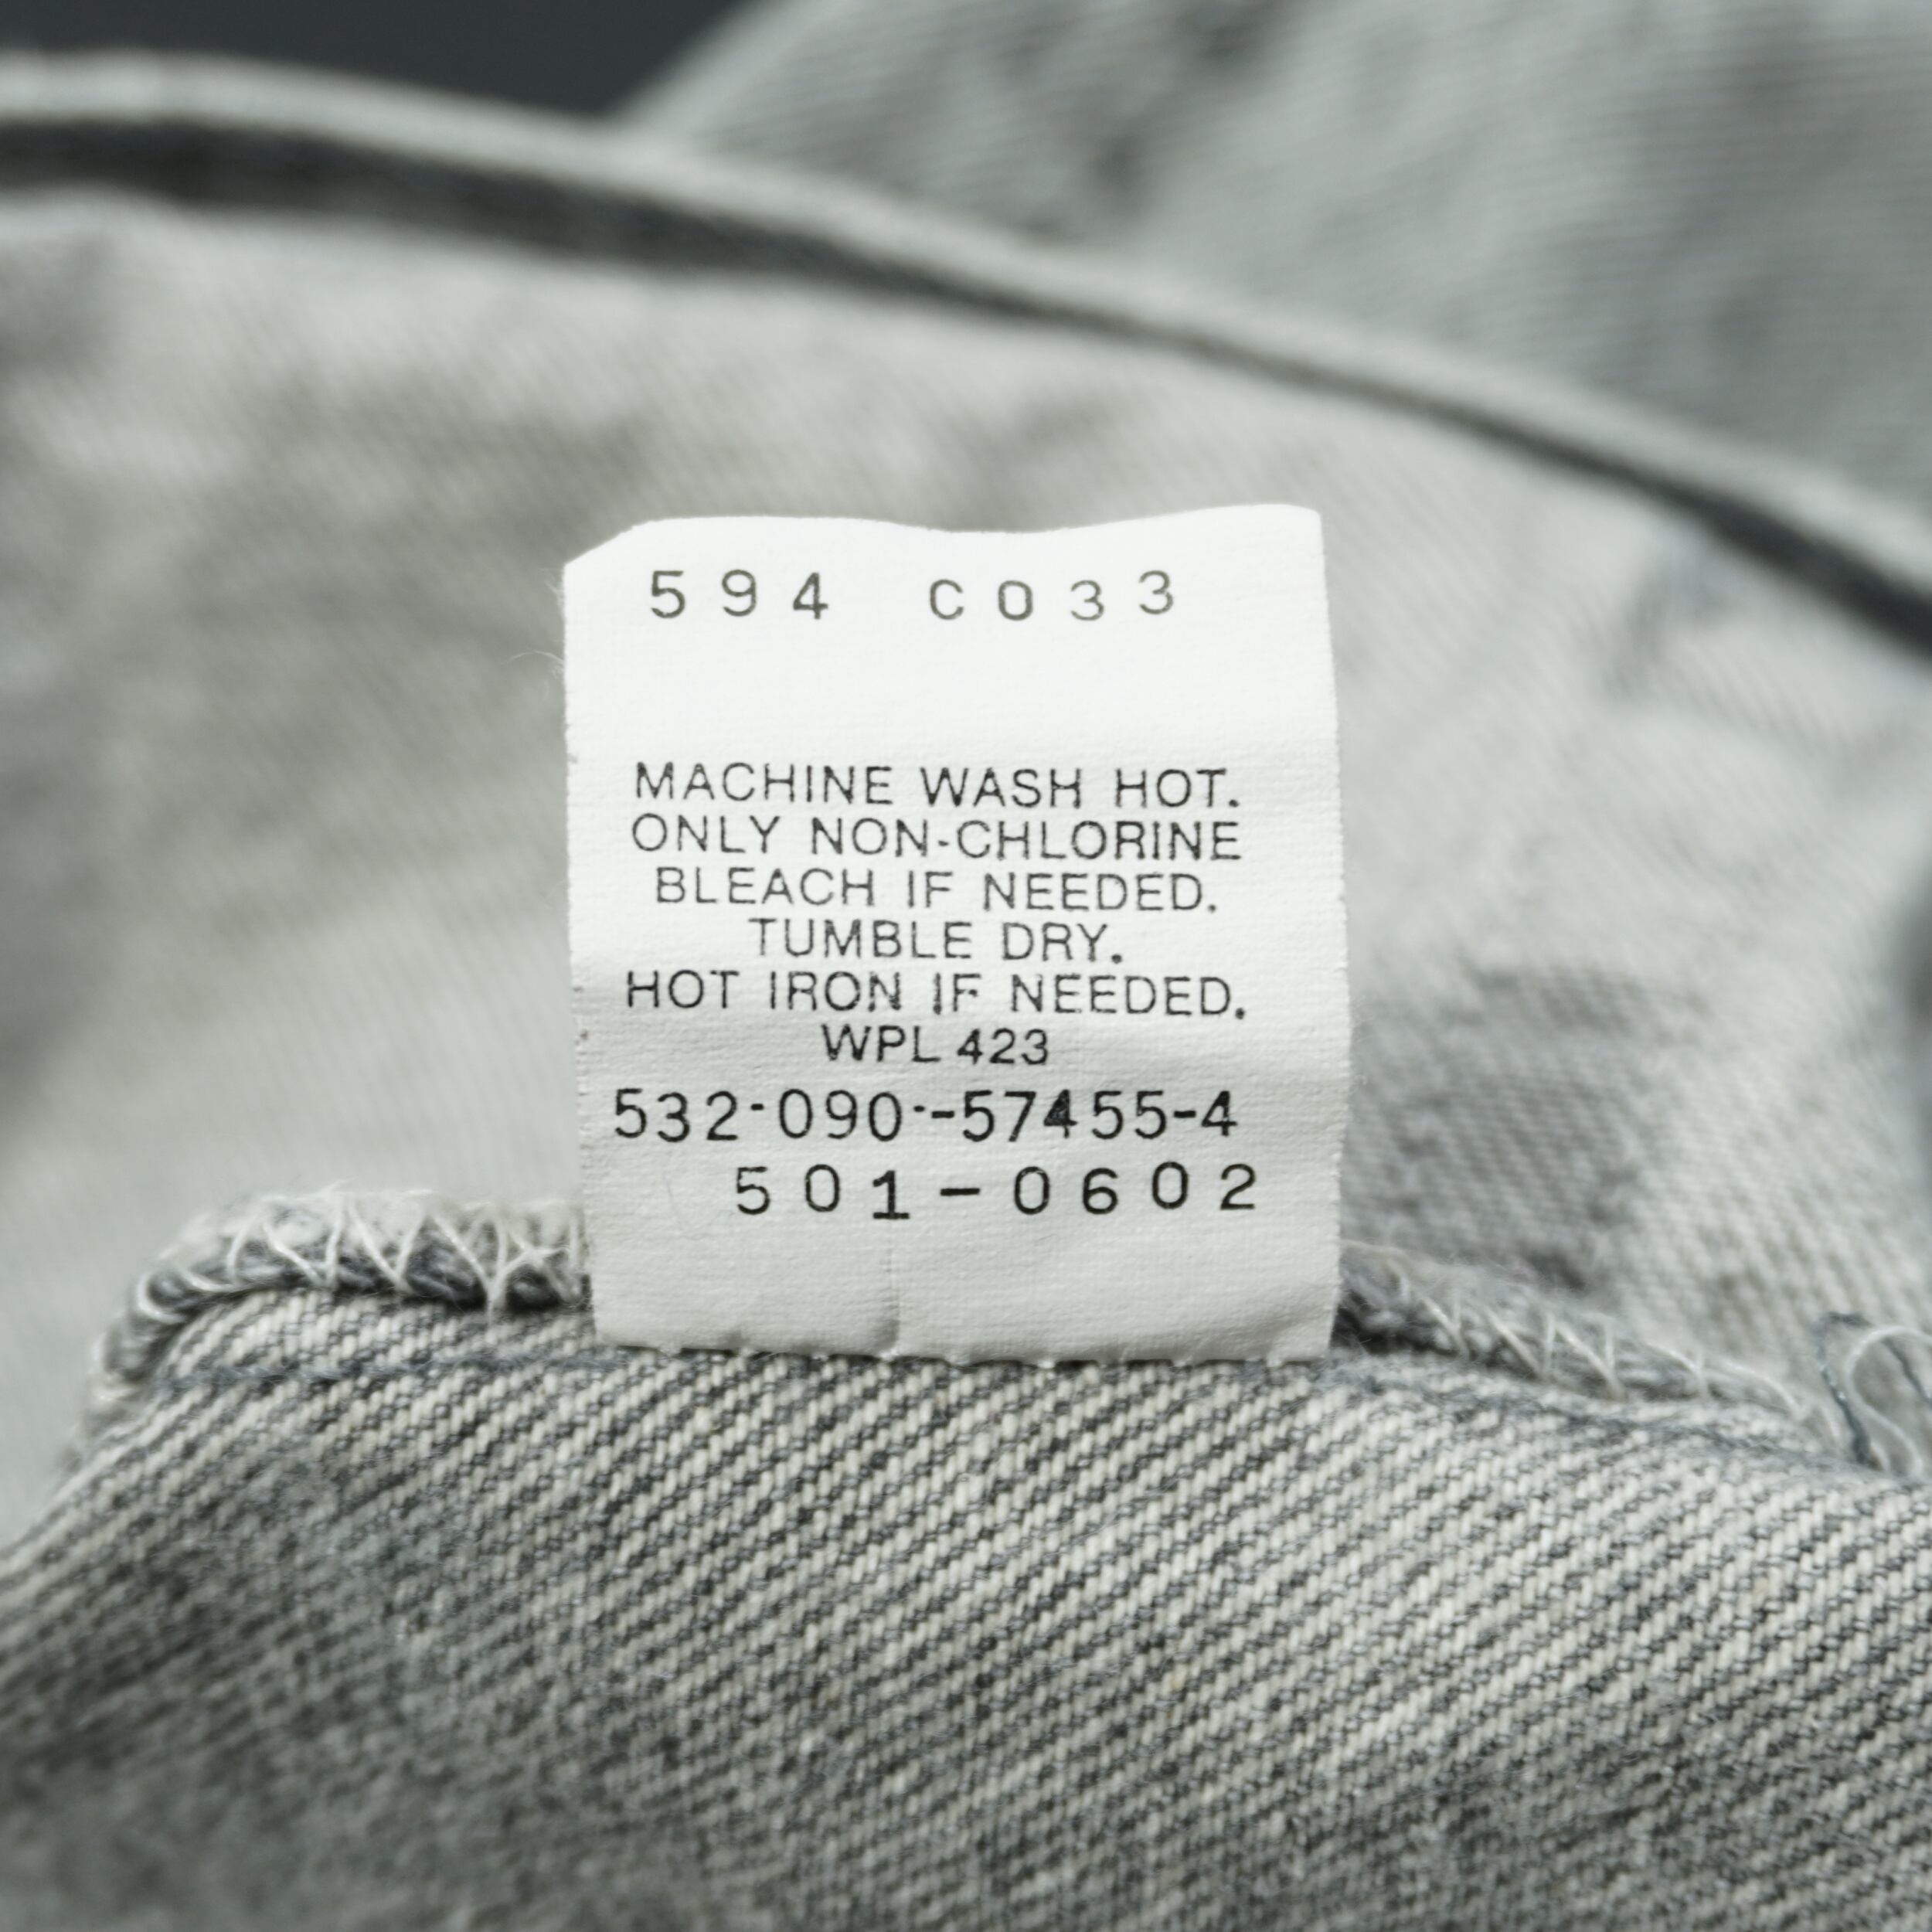 594 C033
MACHINE WASH HOT.
ONLY NON-CHLORINE
BLEACH IF NEEDED.
TUMBLE DRY.
HOT IRON IF NEEDED.
WPL 423
532-090--57455-4
501-0602